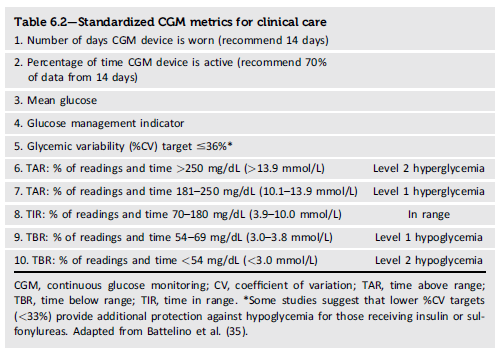 Table 6.2—Standardized CGM metrics for clinical care
1. Number of days CGM device is worn (recommend 14 days)
2. Percentage of time CGM device is active (recommend 70%
of data from 14 days)
3. Mean glucose
4. Glucose management indicator
5. Glycemic variability (%CV) target ≤36%*
6. TAR: % of readings and time >250 mg/dL (>13.9 mmol/L) Level 2 hyperglycemia
7. TAR: % of readings and time 181–250 mg/dL (10.1–13.9 mmol/L) Level 1 hyperglycemia
8. TIR: % of readings and time 70–180 mg/dL (3.9–10.0 mmol/L) In range
9. TBR: % of readings and time 54–69 mg/dL (3.0–3.8 mmol/L) Level 1 hypoglycemia
10. TBR: % of readings and time <54 mg/dL (<3.0 mmol/L) Level 2 hypoglycemia
CGM, continuous glucose monitoring; CV, coefficient of variation; TAR, time above range;
TBR, time below range; TIR, time in range. *Some studies suggest that lower %CV targets
(<33%) provide additional protection against hypoglycemia for those receiving insulin or sul-
fonylureas. Adapted from Battelino et al. (35).